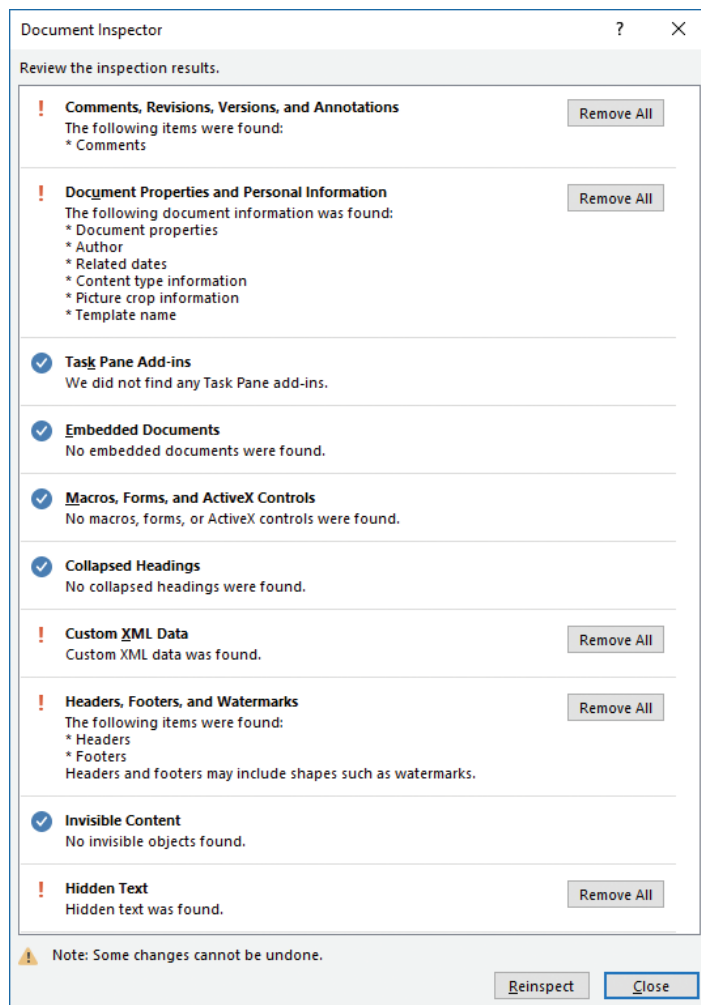 Document Inspector
?
Review the inspection results.
! Comments, Revisions, Versions, and Annotations
Remove All
The following items were found:
* Comments
! Document Properties and Personal Information
Remove All
The following document information was found:
* Document properties
* Author
* Related dates
* Content type information
* Picture crop information
* Template name
Task Pane Add-ins
We did not find any Task Pane add-ins.
Embedded Documents
No embedded documents were found.
Macros, Forms, and ActiveX Controls
No macros, forms, or ActiveX controls were found.
Collapsed Headings
No collapsed headings were found.
! Custom XML Data
Remove All
Custom XML data was found.
! Headers, Footers, and Watermarks
Remove All
The following items were found:
* Headers
* Footers
Headers and footers may include shapes such as watermarks.
Invisible Content
No invisible objects found.
! Hidden Text
Remove All
Hidden text was found.
Note: Some changes cannot be undone.
Reinspect
Close